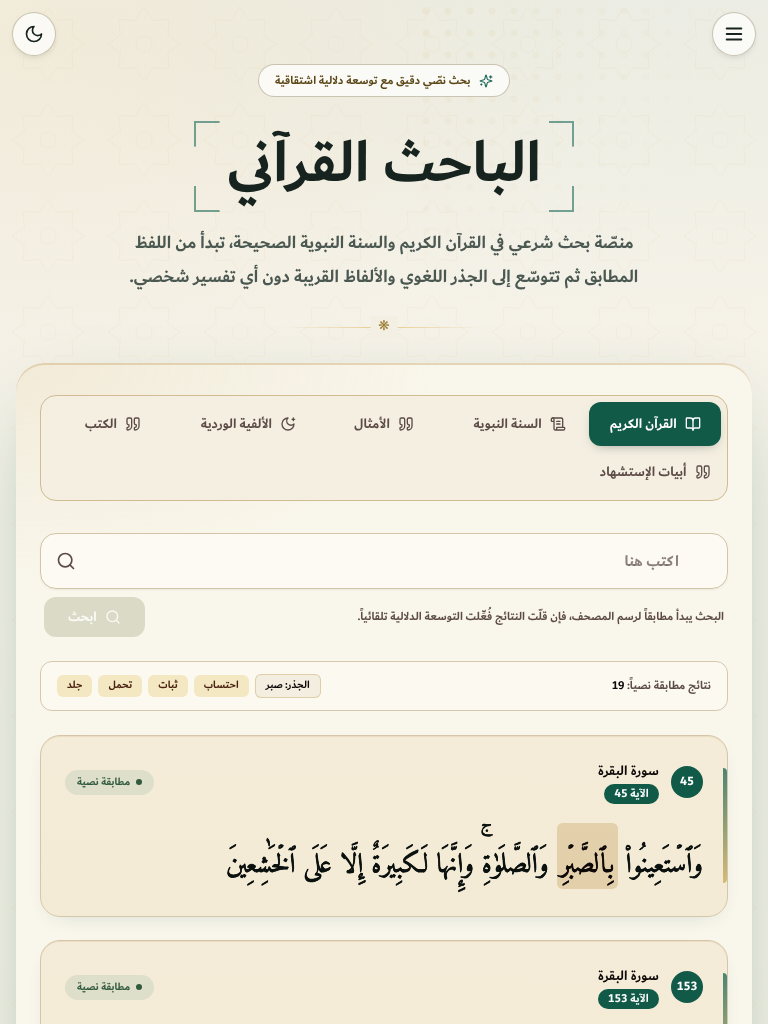 بحث نصّي دقيق مع توسعة دلالية اشتقاقية
الباحث القرآني
منصّة بحث شرعي في القرآن الكريم والسنة النبوية الصحيحة، تبدأ من اللفظ
المطابق ثم تتوسّع إلى الجذر اللغوي والألفاظ القريبة دون أي تفسير شخصي.
القرآن الكريم
السنة النبوية
الأمثال
الألفية الوردية
الكتب
أبيات الإستشهاد
اكتب هنا
البحث يبدأ مطابقاً لرسم المصحف، فإن قلّت النتائج فُعِّلت التوسعة الدلالية تلقائياً.
ابحث
نتائج مطابقة نصياً: 19
الجذر: صبر
احتساب
ثبات
تحمل
جلد
45
سورة البقرة
الآية 45
مطابقة نصية
وَٱسْتَعِينُوا۟ بِٱلصَّبْرِ وَٱلصَّلَوٰةِ ۚ وَإِنَّهَا لَكَبِيرَةٌ إِلَّا عَلَى ٱلْخَـٰشِعِينَ
153
سورة البقرة
الآية 153
مطابقة نصية